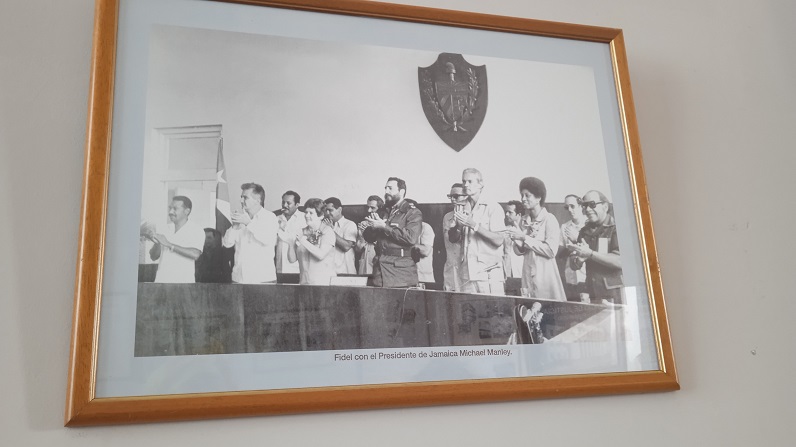 Fidel con el Presidente de Jamaica Michael Manley.